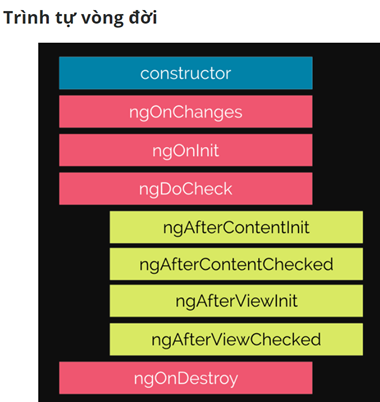 Trình tự vòng đời
constructor
ngOnChanges
ngOnInit
ngDoCheck
ngAfterContentInit
ngAfterContentChecked
ngAfterViewInit
ngAfterViewChecked
ngOnDestroy